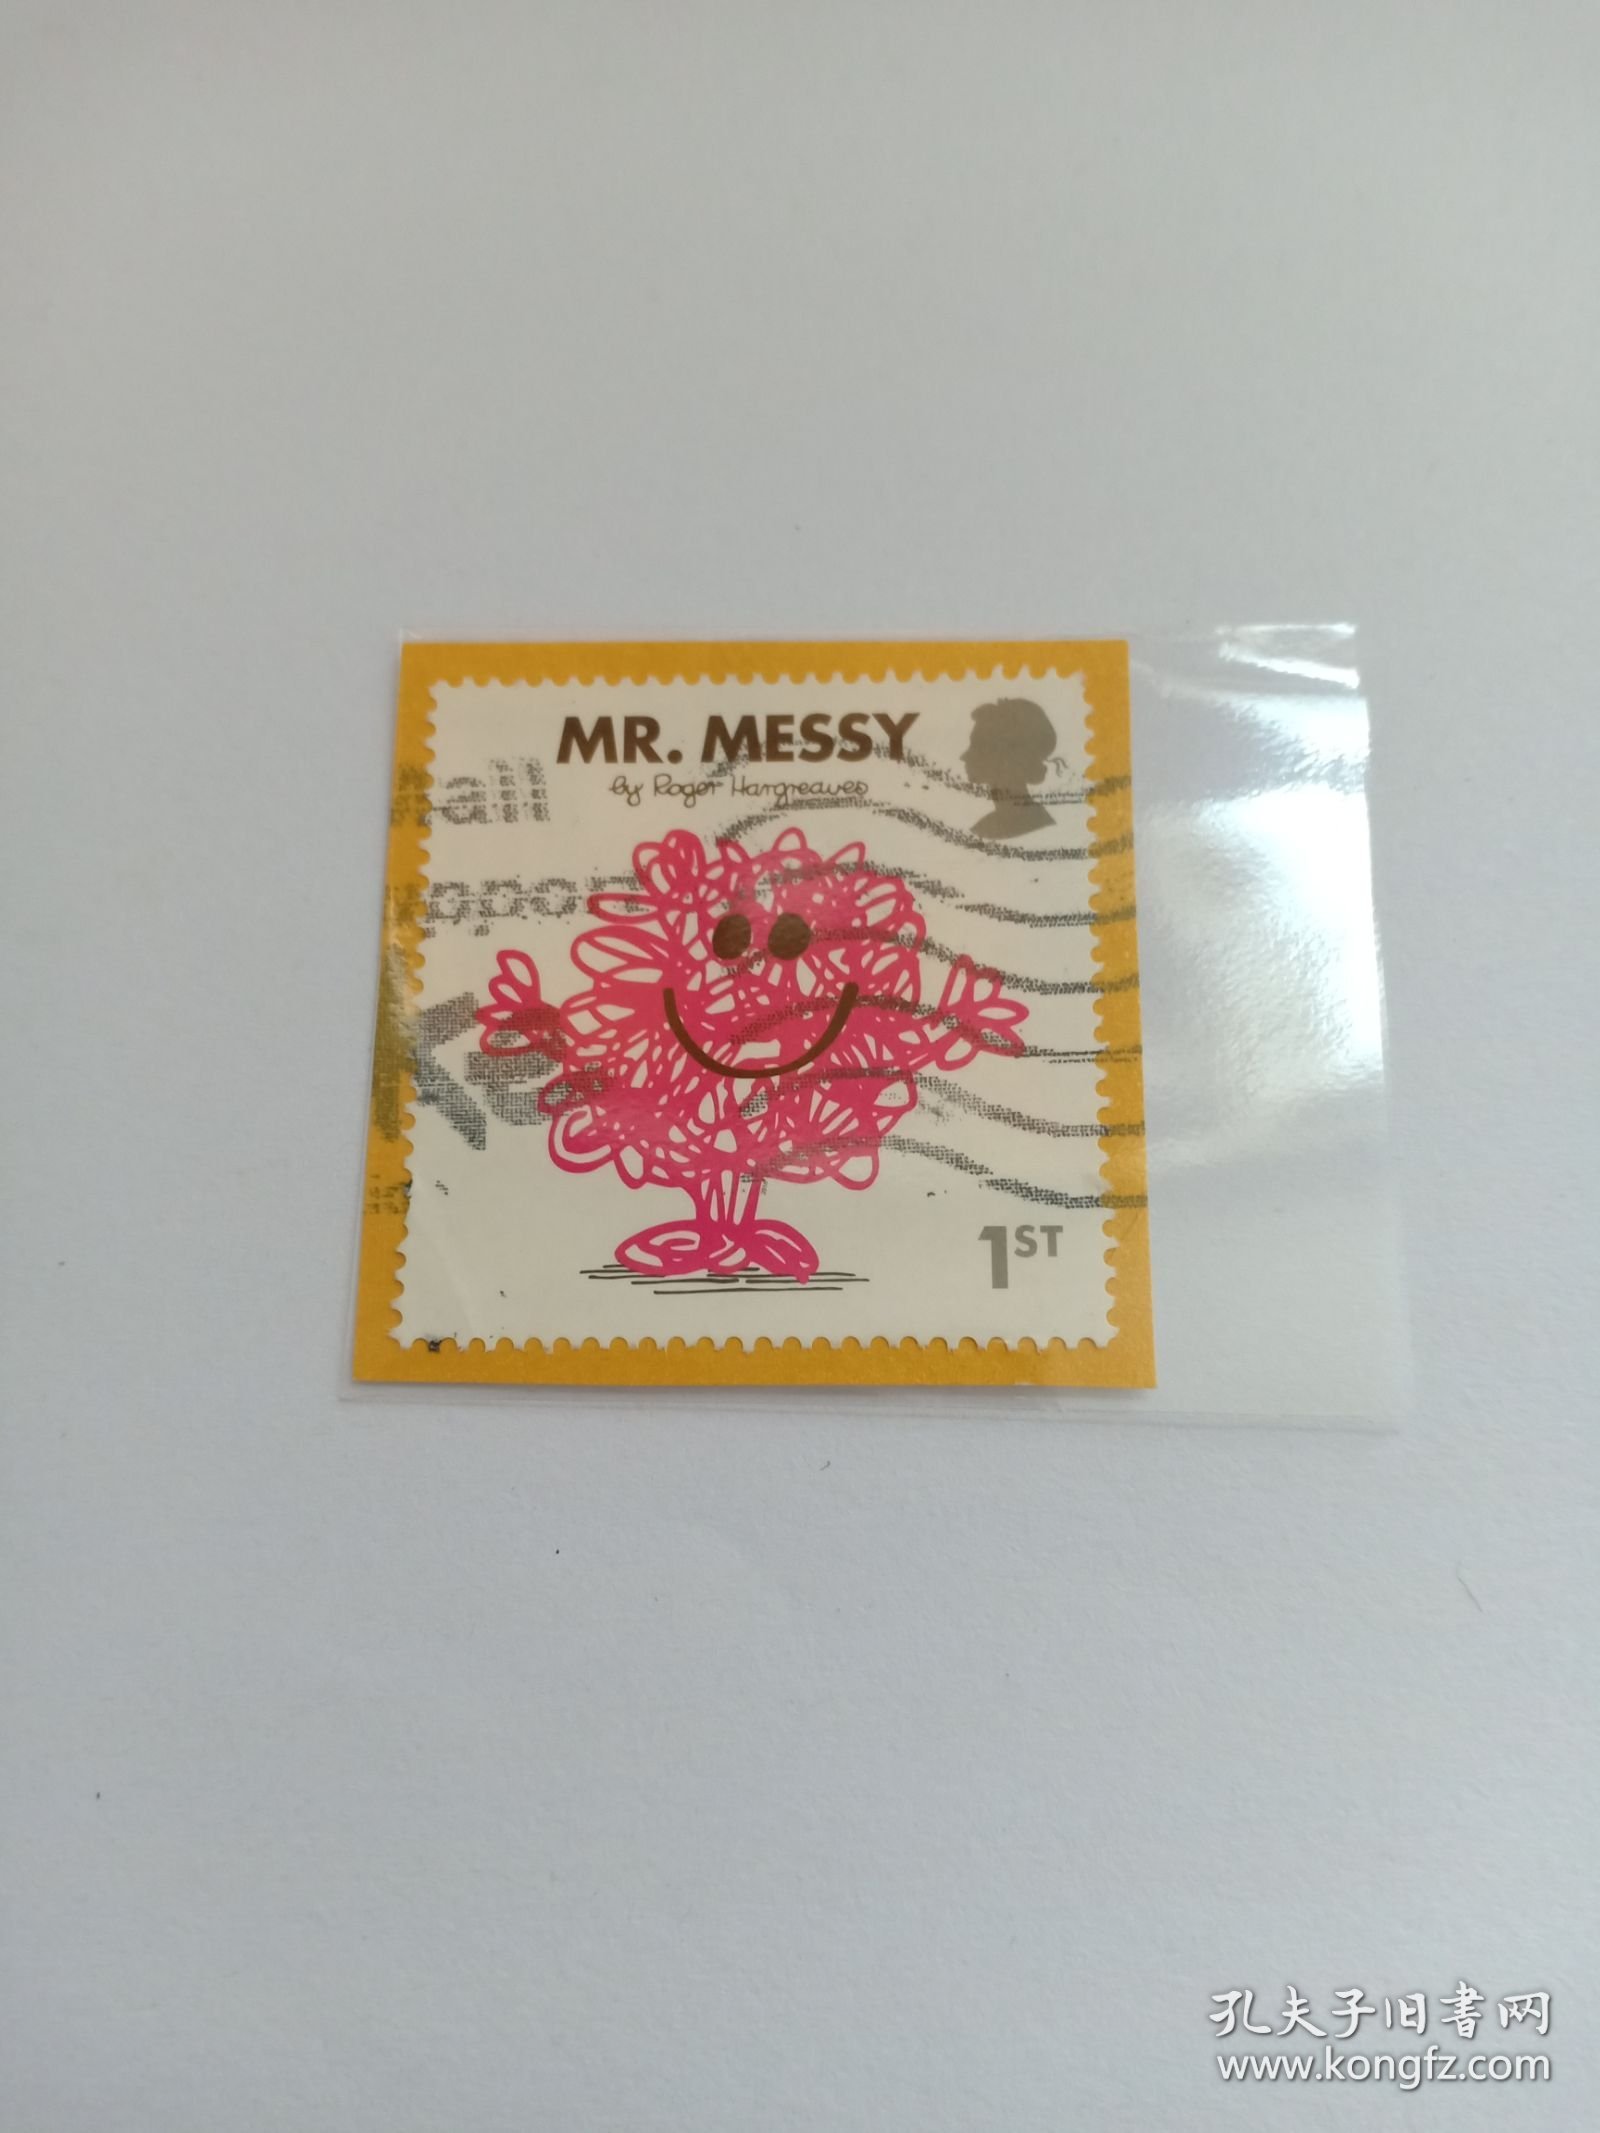 MR. MESSY
by Roger Hargreaves
1ST
孔夫子旧书网
www.kongfz.com